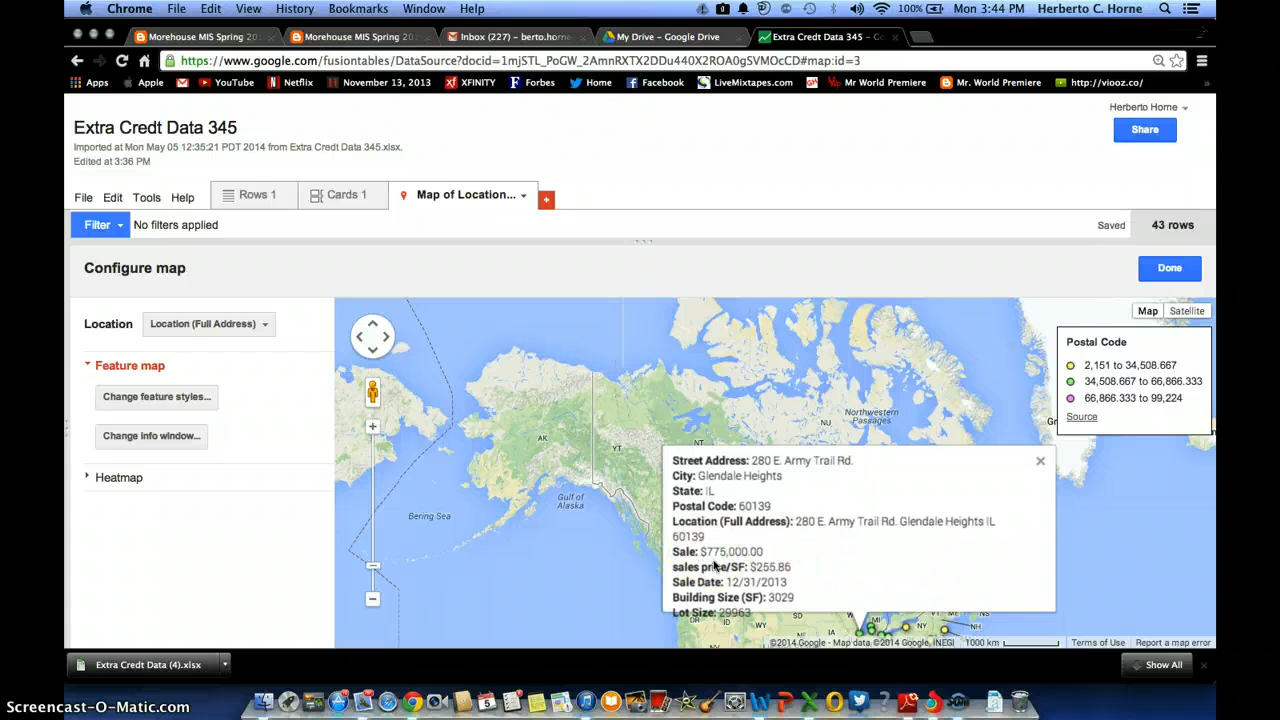 Chrome File Edit View History Bookmarks Window Help 100% Mon 3:44 PM Herberto C. Horne
Morehouse MIS Spring 20 Morehouse MIS Spring 20 Inbox (227) – berto.horne My Drive – Google Drive Extra Credt Data 345 – Go
https://www.google.com/fusiontables/DataSource?docid=1mjSTL_PoGW_2AmnRXTX2DDu440X2ROA0gSVMOcCD#map:id=3
Apps Apple YouTube Netflix November 13, 2013 XFINITY Forbes Home Facebook LiveMixtapes.com Mr World Premiere Mr. World Premiere http://viooz.co/ »
Herberto Horne
Extra Credt Data 345
Share
Imported at Mon May 05 12:35:21 PDT 2014 from Extra Credt Data 345.xlsx.
Edited at 3:36 PM
File Edit Tools Help Rows 1 Cards 1 Map of Location... +
Filter No filters applied Saved 43 rows
Configure map Done
Location Location (Full Address)
Feature map
Change feature styles...
Change info window...
Heatmap
Map Satellite
Postal Code
2,151 to 34,508.667
34,508.667 to 66,866.333
66,866.333 to 99,224
Source
Northwestern
Passages
NU
AK
YT
NT
Gulf of
Alaska
Bering Sea
Street Address: 280 E. Army Trail Rd.
City: Glendale Heights
State: IL
Postal Code: 60139
Location (Full Address): 280 E. Army Trail Rd. Glendale Heights IL
60139
Sale: $775,000.00
sales price/SF: $255.86
Sale Date: 12/31/2013
Building Size (SF): 3029
Lot Size: 29963
OR ID WY IA MI NY NH
©2014 Google - Map data ©2014 Google, INEGI 1000 km Terms of Use Report a map error
Extra Credt Data (4).xlsx Show All
Screencast-O-Matic.com